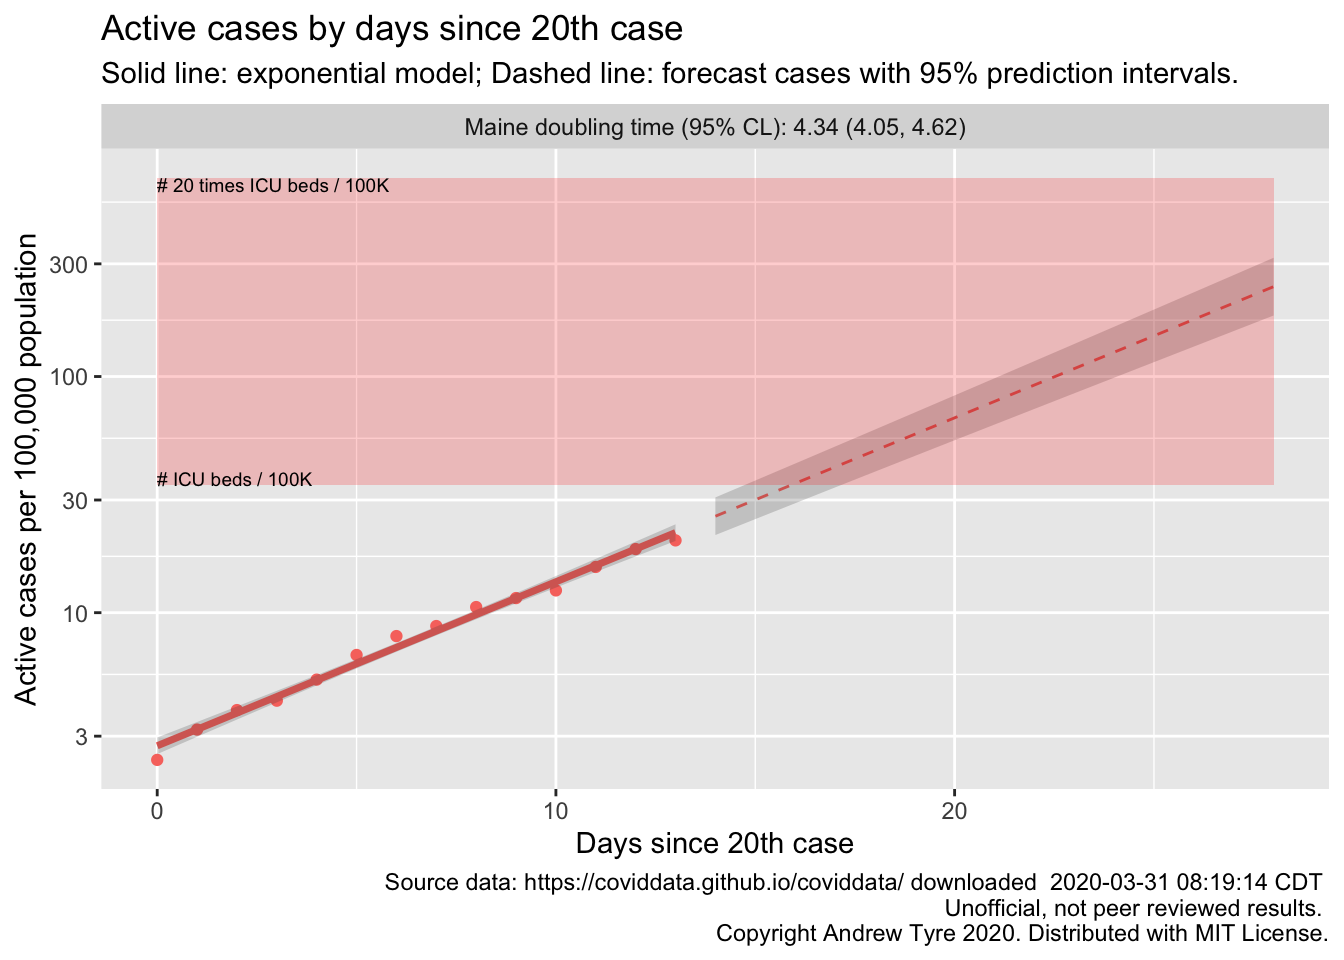 Active cases by days since 20th case
Solid line: exponential model; Dashed line: forecast cases with 95% prediction intervals.
Maine doubling time (95% CL): 4.34 (4.05, 4.62)
# 20 times ICU beds / 100K
# ICU beds / 100K
Active cases per 100,000 population
300
100
30
10
3
0
10
20
Days since 20th case
Source data: https://coviddata.github.io/coviddata/ downloaded  2020-03-31 08:19:14 CDT
Unofficial, not peer reviewed results.
Copyright Andrew Tyre 2020. Distributed with MIT License.